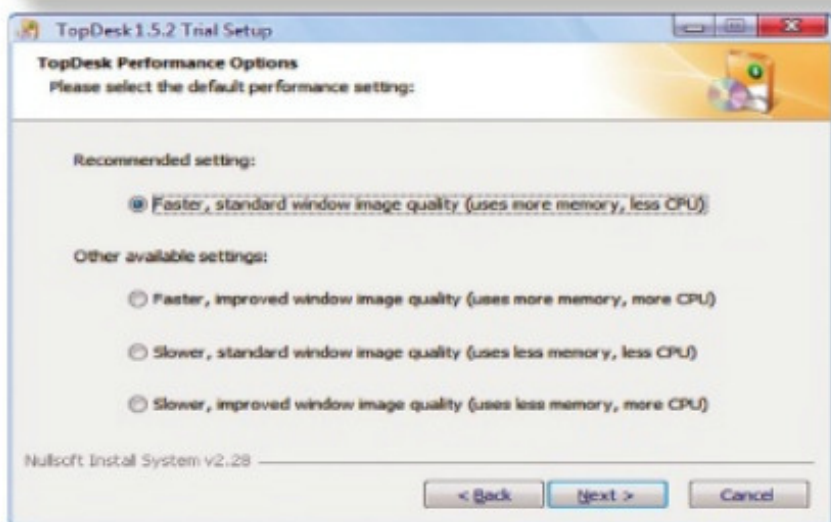 TopDesk 1.5.2 Trial Setup
TopDesk Performance Options
Please select the default performance setting:
Recommended setting:
Faster, standard window image quality (uses more memory, less CPU)
Other available settings:
Faster, improved window image quality (uses more memory, more CPU)
Slower, standard window image quality (uses less memory, less CPU)
Slower, improved window image quality (uses less memory, more CPU)
Nullsoft Install System v2.28
< Back Next > Cancel